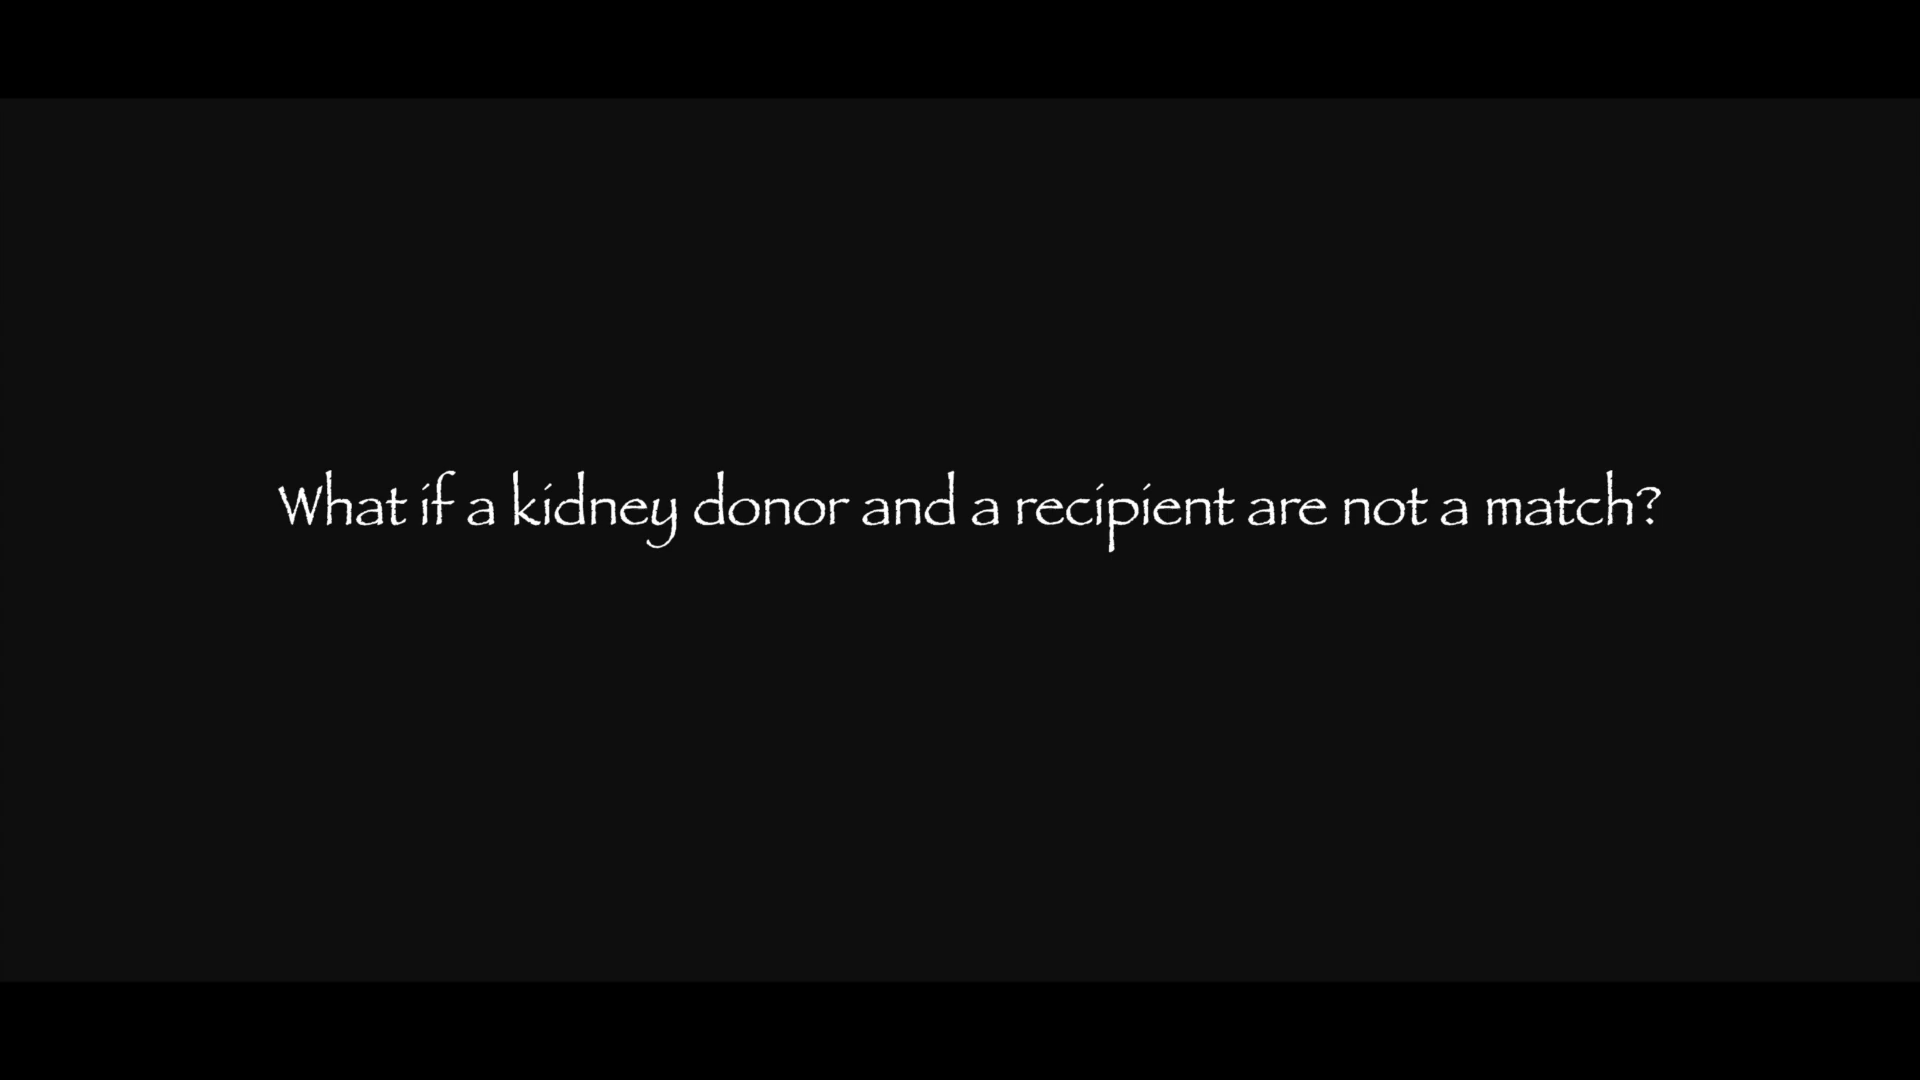 What if a kidney donor and a recipient are not a match?